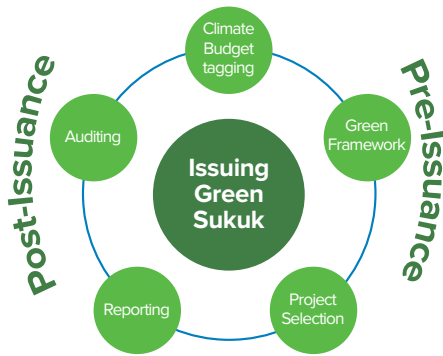 Climate
Budget
tagging
Post-Issuance
Pre-Issuance
Auditing
Green
Framework
Issuing
Green
Sukuk
Reporting
Project
Selection